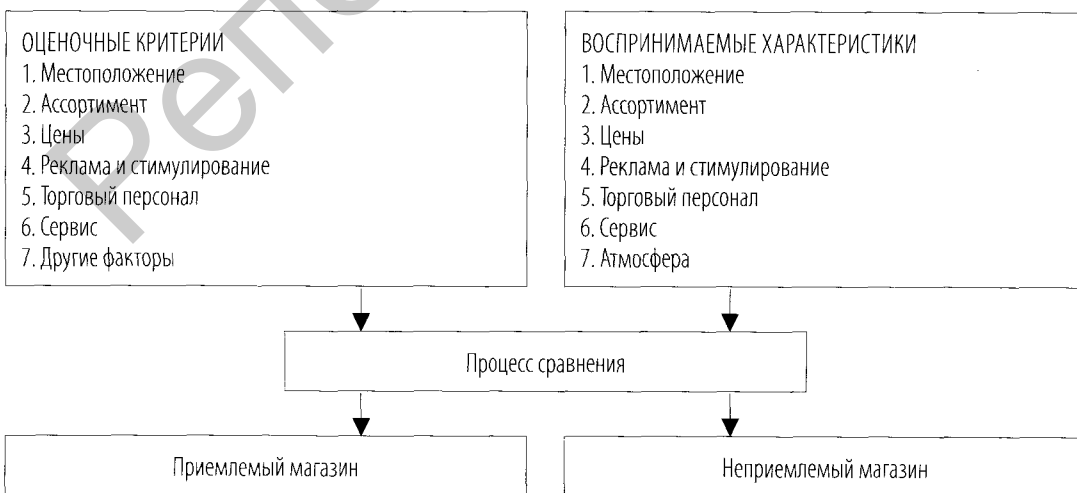 ОЦЕНОЧНЫЕ КРИТЕРИИ
1. Местоположение
2. Ассортимент
3. Цены
4. Реклама и стимулирование
5. Торговый персонал
6. Сервис
7. Другие факторы
ВОСПРИНИМАЕМЫЕ ХАРАКТЕРИСТИКИ
1. Местоположение
2. Ассортимент
3. Цены
4. Реклама и стимулирование
5. Торговый персонал
6. Сервис
7. Атмосфера
Процесс сравнения
Приемлемый магазин
Неприемлемый магазин